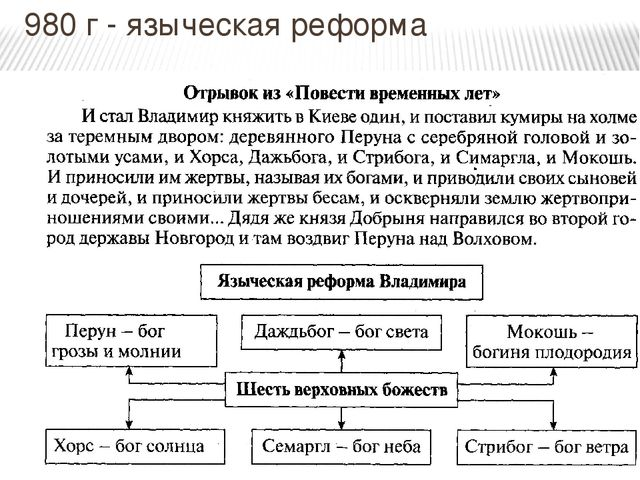 980 г - языческая реформа
Отрывок из «Повести временных лет»
И стал Владимир княжить в Киеве один, и поставил кумиры на холме
за теремным двором: деревянного Перуна с серебряной головой и зо-
лотыми усами, и Хорса, Дажьбога, и Стрибога, и Симаргла, и Мокошь.
И приносили им жертвы, называя их богами, и приводили своих сыновей
и дочерей, и приносили жертвы бесам, и оскверняли землю жертвопри-
ношениями своими... Дядя же князя Добрыня направился во второй го-
род державы Новгород и там воздвиг Перуна над Волховом.
Языческая реформа Владимира
Перун – бог
грозы и молнии
Даждьбог – бог света
Мокошь –
богиня плодородия
Шесть верховных божеств
Хорс – бог солнца
Семаргл – бог неба
Стрибог – бог ветра